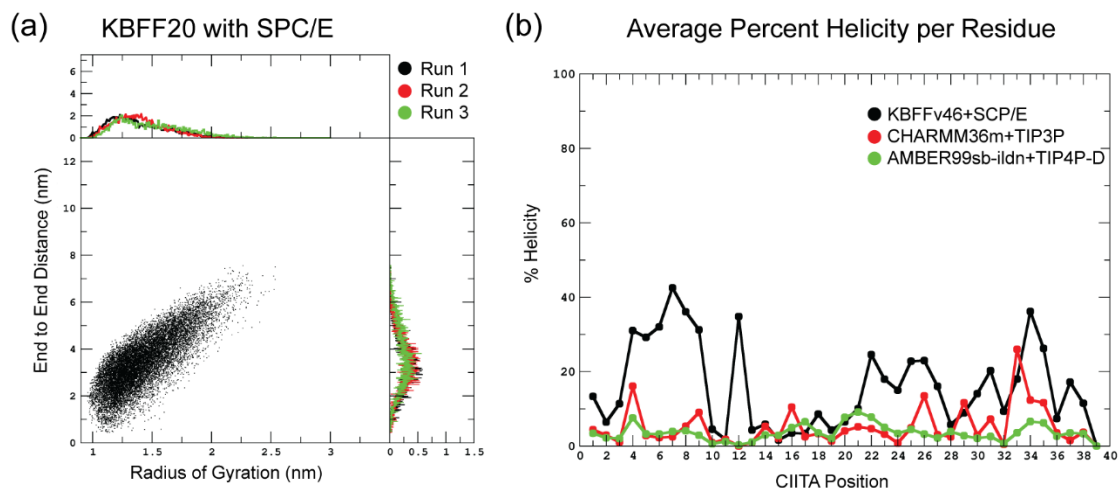 (a) KBFF20 with SPC/E
Run 1
Run 2
Run 3
6
4
2
0
12
10
8
6
4
2
0
End to End Distance (nm)
1 1.5 2 2.5 3
0 0.5 1 1.5
Radius of Gyration (nm)
(b) Average Percent Helicity per Residue
KBFFv46+SCP/E
CHARMM36m+TIP3P
AMBER99sb-ildn+TIP4P-D
100
80
60
40
20
0
% Helicity
0 2 4 6 8 10 12 14 16 18 20 22 24 26 28 30 32 34 36 38 40
CIITA Position